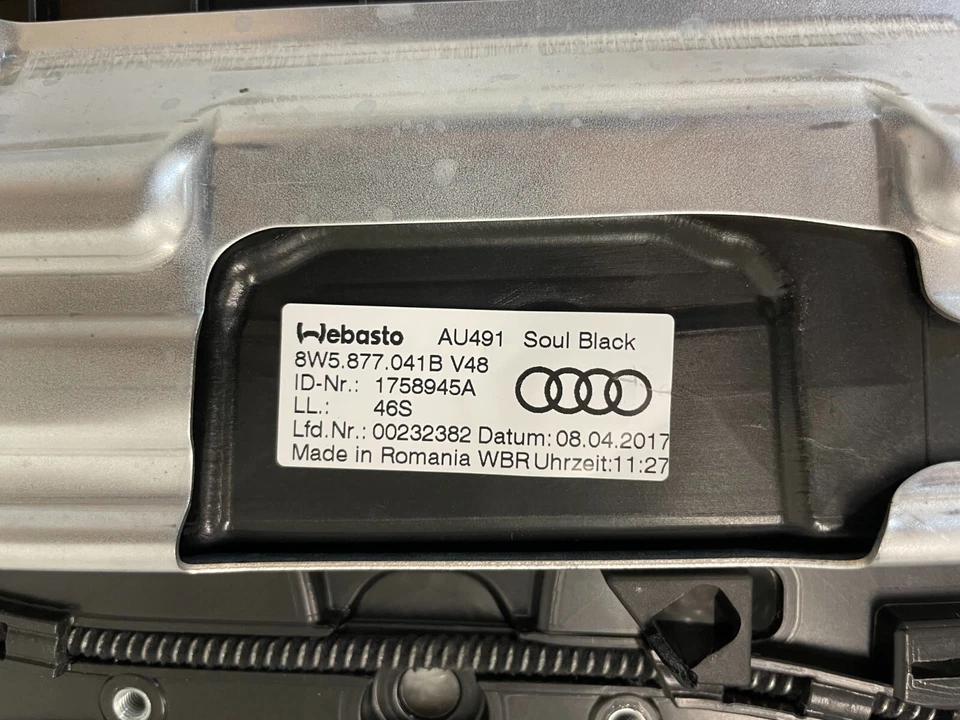 Webasto AU491 Soul Black
8W5.877.041B V48
ID-Nr.: 1758945A
LL.: 46S
Lfd.Nr.: 00232382 Datum: 08.04.2017
Made in Romania WBR Uhrzeit:11:27